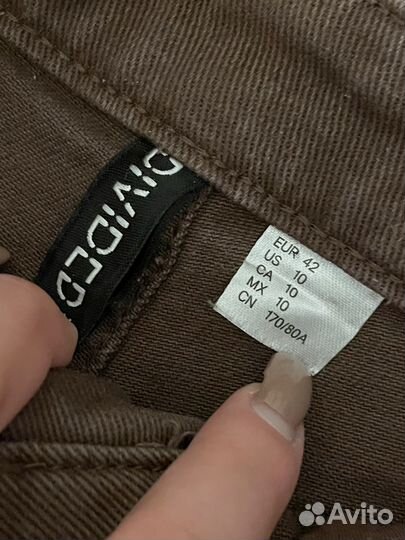 DIVIDED
EUR 42
US 10
CA 10
MX 10
CN 170/80A
Avito